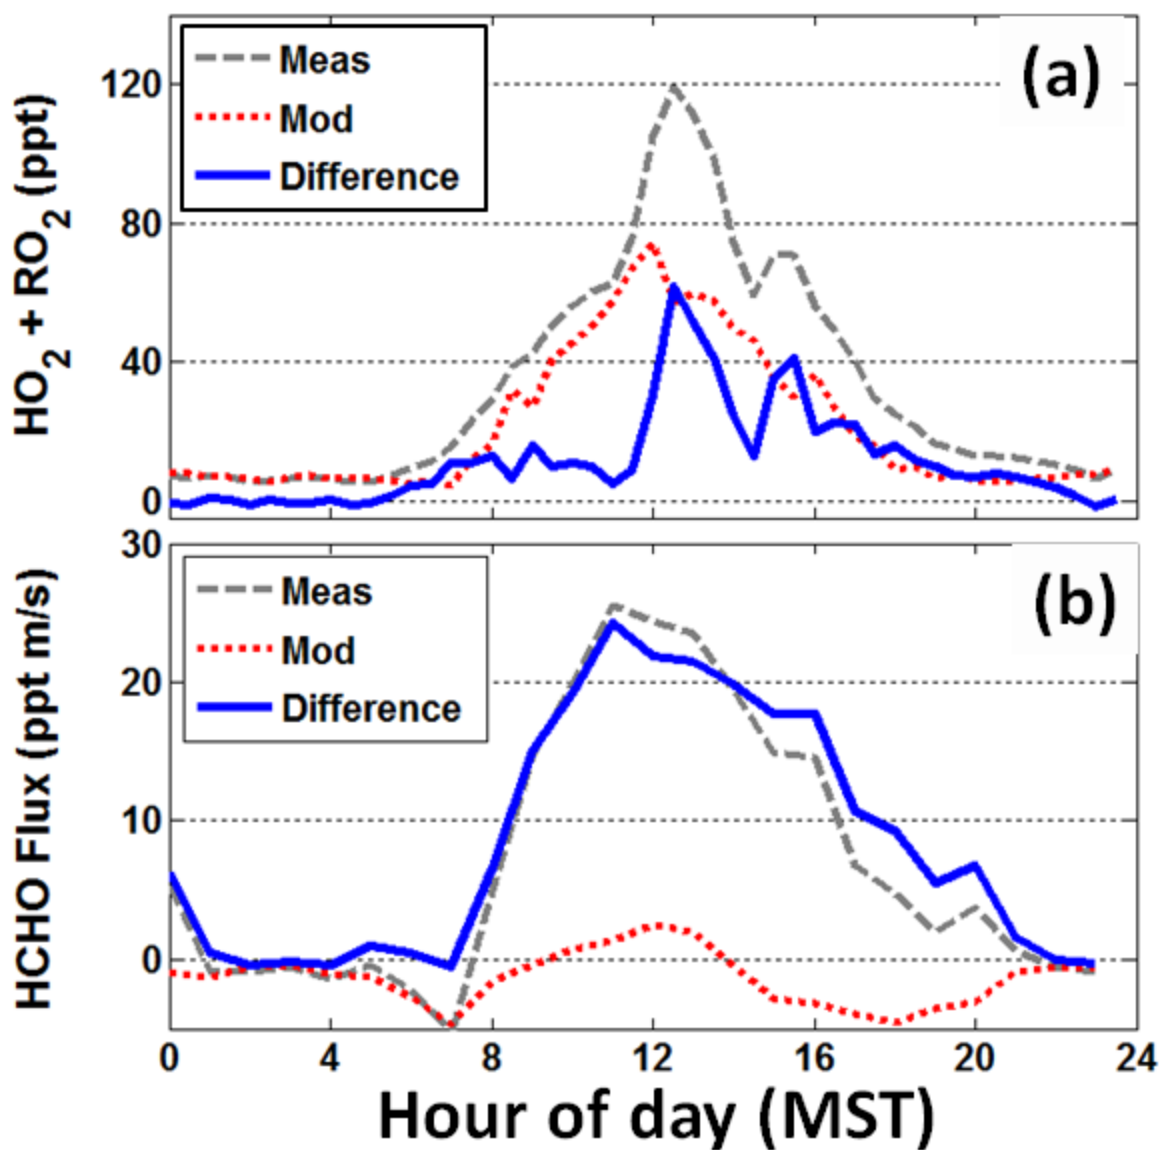 (a)
Meas
Mod
Difference
HO2 + RO2 (ppt)
120
80
40
0
(b)
Meas
Mod
Difference
HCHO Flux (ppt m/s)
30
20
10
0
0 4 8 12 16 20 24
Hour of day (MST)